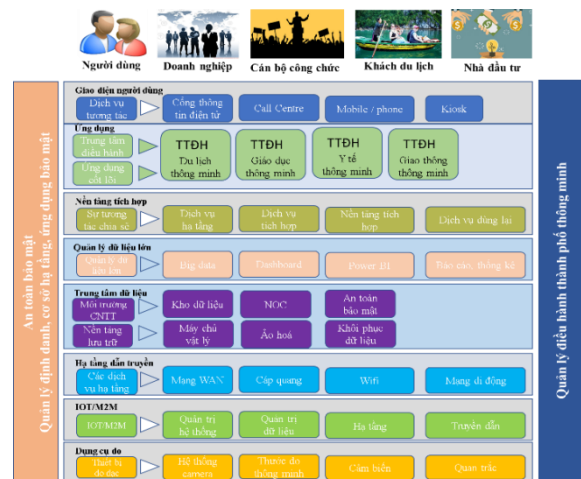 Người dùng
Doanh nghiệp
Cán bộ công chức
Khách du lịch
Nhà đầu tư
An toàn bảo mật
Quản lý định danh, cơ sở hạ tầng, ứng dụng bảo mật
Giao diện người dùng
Dịch vụ
tương tác
Cổng thông
tin điện tử
Call Centre
Mobile / phone
Kiosk
Ứng dụng
Trung tâm
điều hành
Ứng dụng
cốt lõi
TTĐH
Du lịch
thông minh
TTĐH
Giáo dục
thông minh
TTĐH
Y tế
thông minh
TTĐH
Giao thông
thông minh
Nền tảng tích hợp
Sự tương
tác chia sẻ
Dịch vụ
hạ tầng
Dịch vụ
tích hợp
Nền tảng tích
hợp
Dịch vụ dùng lại
Quản lý dữ liệu lớn
Quản lý dữ
liệu lớn
Big data
Dashboard
Power BI
Báo cáo, thống kê
Trung tâm dữ liệu
Môi trường
CNTT
Nền tảng
lưu trữ
Kho dữ liệu
NOC
An toàn
bảo mật
Máy chủ
vật lý
Ảo hoá
Khôi phục
dữ liệu
Hạ tầng dẫn truyền
Các dịch
vụ hạ tầng
Mạng WAN
Cáp quang
Wifi
Mạng di động
IOT/M2M
IOT/M2M
Quản trị
hệ thống
Quản trị
dữ liệu
Hạ tầng
Truyền dẫn
Dụng cụ đo
Thiết bị
đo đạc
Hệ thống
camera
Thước đo
thông minh
Cảm biến
Quan trắc
Quản lý điều hành thành phố thông minh